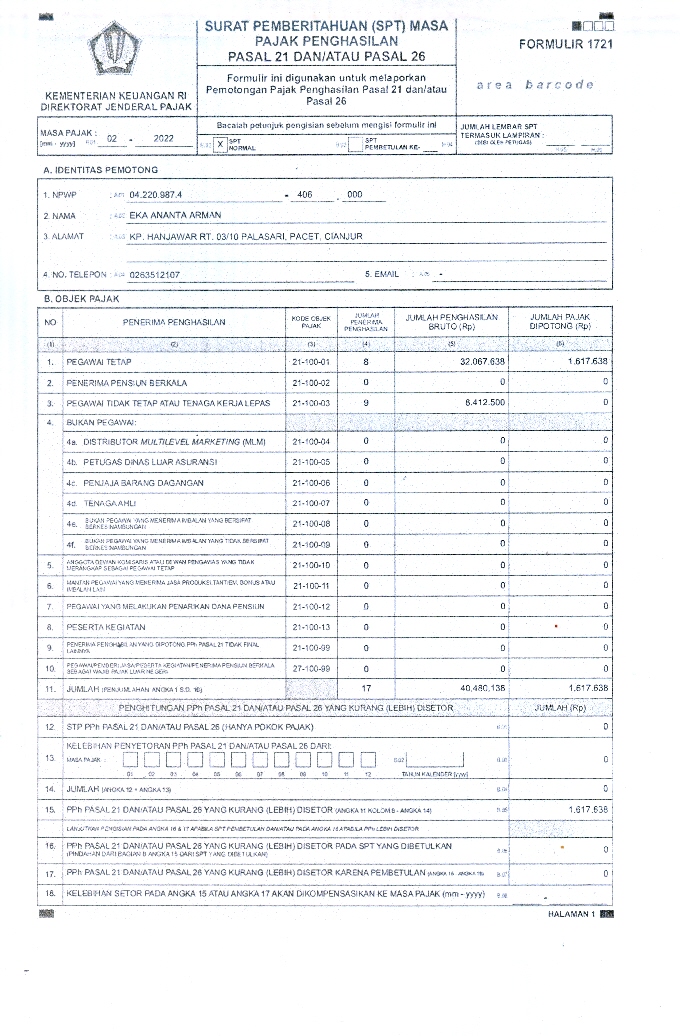 SURAT PEMBERITAHUAN (SPT) MASA
PAJAK PENGHASILAN
PASAL 21 DAN/ATAU PASAL 26
FORMULIR 1721
Formulir ini digunakan untuk melaporkan
Pemotongan Pajak Penghasilan Pasal 21 dan/atau
Pasal 26
area barcode
KEMENTERIAN KEUANGAN RI
DIREKTORAT JENDERAL PAJAK
MASA PAJAK :
[mm - yyyy] 02 - 2022
Bacalah petunjuk pengisian sebelum mengisi formulir ini
X SPT NORMAL
SPT PEMBETULAN KE-
JUMLAH LEMBAR SPT
TERMASUK LAMPIRAN :
(DIISI OLEH PETUGAS)
A. IDENTITAS PEMOTONG
1. NPWP : 04.220.987.4 - 406 . 000
2. NAMA : EKA ANANTA ARMAN
3. ALAMAT : KP. HANJAWAR RT. 03/10 PALASARI, PACET, CIANJUR
4. NO. TELEPON : 0263512107 5. EMAIL : -
B. OBJEK PAJAK
NO PENERIMA PENGHASILAN KODE OBJEK PAJAK JUMLAH PENERIMA PENGHASILAN JUMLAH PENGHASILAN BRUTO (Rp) JUMLAH PAJAK DIPOTONG (Rp)
(1) (2) (3) (4) (5) (6)
1. PEGAWAI TETAP 21-100-01 8 32.067.638 1.617.638
2. PENERIMA PENSIUN BERKALA 21-100-02 0 0 0
3. PEGAWAI TIDAK TETAP ATAU TENAGA KERJA LEPAS 21-100-03 9 8.412.500 0
4. BUKAN PEGAWAI:
4a. DISTRIBUTOR MULTILEVEL MARKETING (MLM) 21-100-04 0 0 0
4b. PETUGAS DINAS LUAR ASURANSI 21-100-05 0 0 0
4c. PENJAJA BARANG DAGANGAN 21-100-06 0 0 0
4d. TENAGA AHLI 21-100-07 0 0 0
4e. BUKAN PEGAWAI YANG MENERIMA IMBALAN YANG BERSIFAT BERKESINAMBUNGAN 21-100-08 0 0 0
4f. BUKAN PEGAWAI YANG MENERIMA IMBALAN YANG TIDAK BERSIFAT BERKESINAMBUNGAN 21-100-09 0 0 0
5. ANGGOTA DEWAN KOMISARIS ATAU DEWAN PENGAWAS YANG TIDAK MERANGKAP SEBAGAI PEGAWAI TETAP 21-100-10 0 0 0
6. MANTAN PEGAWAI YANG MENERIMA JASA PRODUKSI, TANTIEM, BONUS ATAU IMBALAN LAIN 21-100-11 0 0 0
7. PEGAWAI YANG MELAKUKAN PENARIKAN DANA PENSIUN 21-100-12 0 0 0
8. PESERTA KEGIATAN 21-100-13 0 0 0
9. PENERIMA PENGHASILAN YANG DIPOTONG PPh PASAL 21 TIDAK FINAL LAINNYA 21-100-99 0 0 0
10. PEGAWAI/PEMBERI JASA/PESERTA KEGIATAN/PENERIMA PENSIUN BERKALA SEBAGAI WAJIB PAJAK LUAR NEGERI 27-100-99 0 0 0
11. JUMLAH (PENJUMLAHAN ANGKA 1 S.D. 10) 17 40,480,138 1.617.638
PENGHITUNGAN PPh PASAL 21 DAN/ATAU PASAL 26 YANG KURANG (LEBIH) DISETOR JUMLAH (Rp)
12. STP PPh PASAL 21 DAN/ATAU PASAL 26 (HANYA POKOK PAJAK) 0
13. KELEBIHAN PENYETORAN PPh PASAL 21 DAN/ATAU PASAL 26 DARI:
MASA PAJAK : 0
01 02 03 04 05 06 07 08 09 10 11 12 TAHUN KALENDER [yyyy]
14. JUMLAH (ANGKA 12 + ANGKA 13) 0
15. PPh PASAL 21 DAN/ATAU PASAL 26 YANG KURANG (LEBIH) DISETOR (ANGKA 11 KOLOM 6 - ANGKA 14) 1.617.638
LANJUTKAN PENGISIAN PADA ANGKA 16 & 17 APABILA SPT PEMBETULAN DAN/ATAU PADA ANGKA 18 APABILA PPh LEBIH DISETOR
16. PPh PASAL 21 DAN/ATAU PASAL 26 YANG KURANG (LEBIH) DISETOR PADA SPT YANG DIBETULKAN 0
(PINDAHAN DARI BAGIAN B ANGKA 15 DARI SPT YANG DIBETULKAN)
17. PPh PASAL 21 DAN/ATAU PASAL 26 YANG KURANG (LEBIH) DISETOR KARENA PEMBETULAN (ANGKA 15 - ANGKA 16) 0
18. KELEBIHAN SETOR PADA ANGKA 15 ATAU ANGKA 17 AKAN DIKOMPENSASIKAN KE MASA PAJAK (mm - yyyy) -
HALAMAN 1